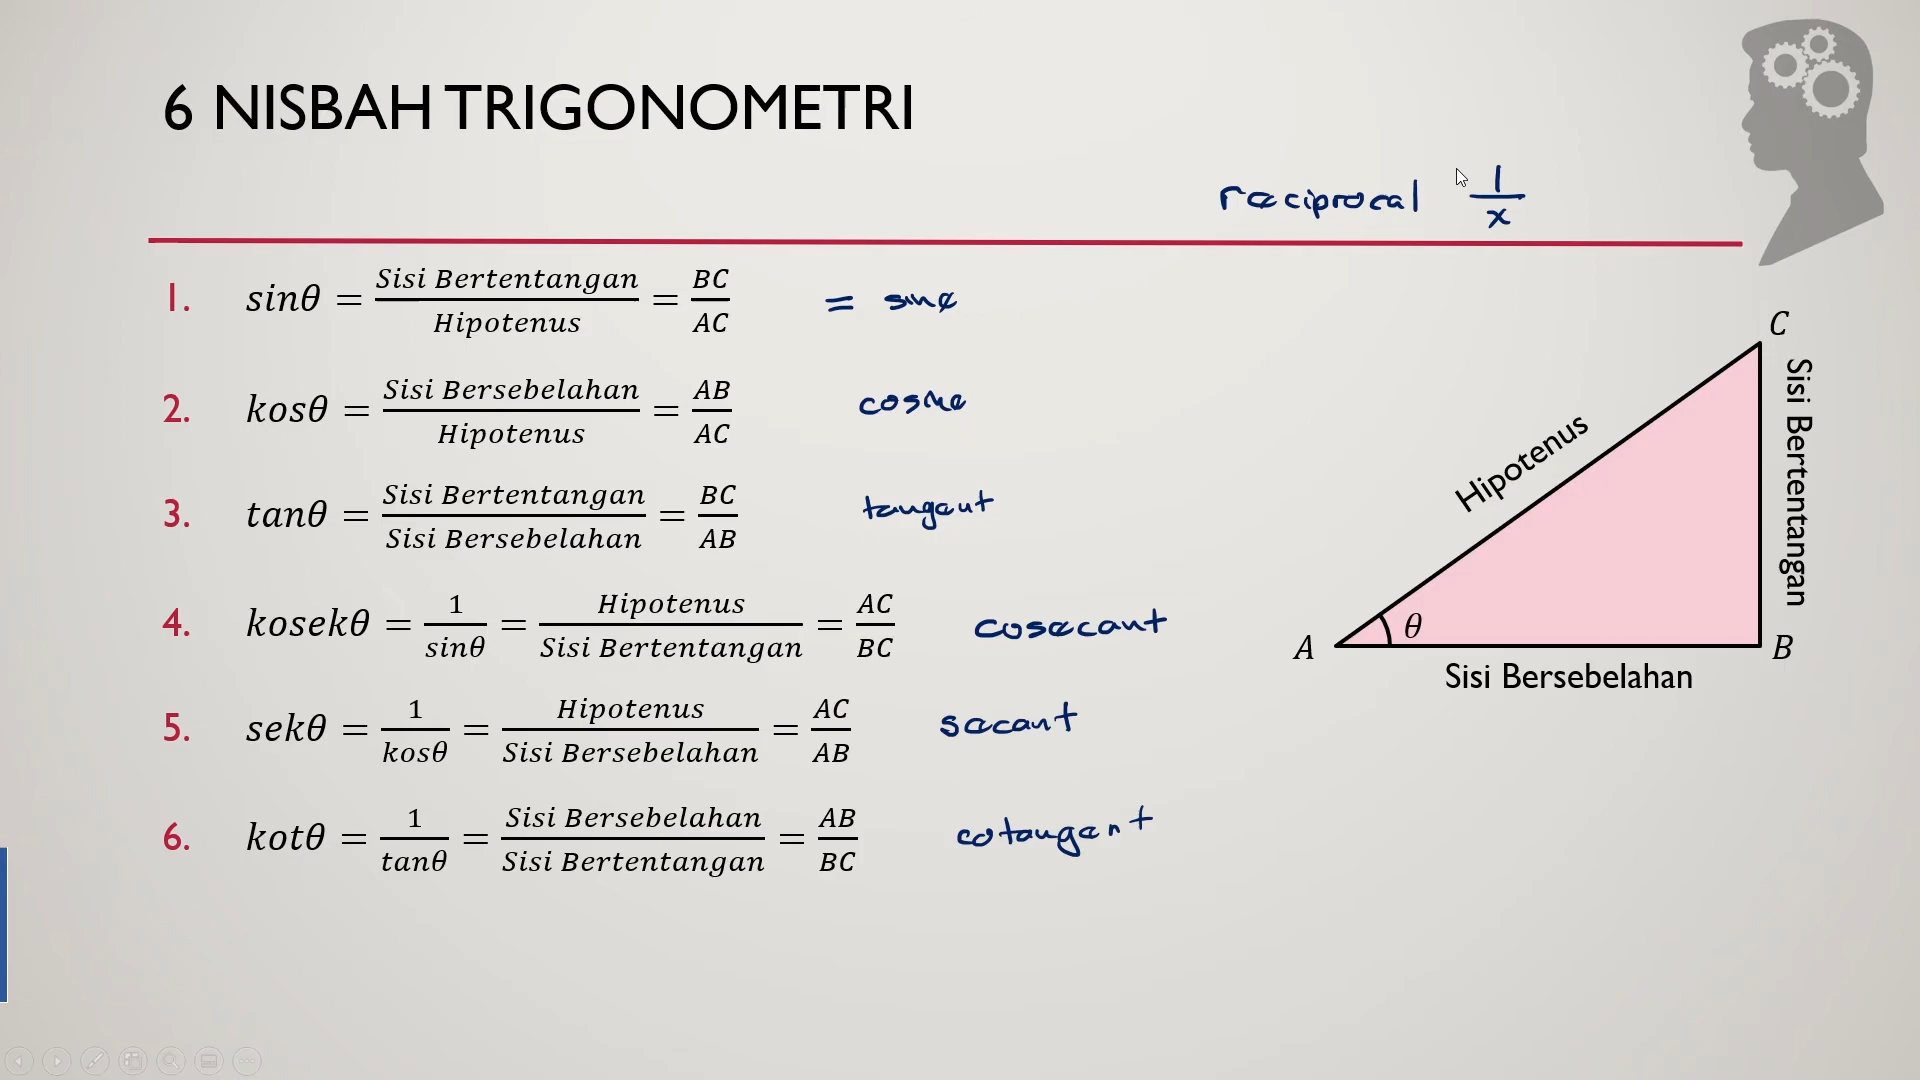 6 NISBAH TRIGONOMETRI
reciprocal 1/x
1. sinθ = Sisi Bertentangan/Hipotenus = BC/AC = sine
2. kosθ = Sisi Bersebelahan/Hipotenus = AB/AC cosine
3. tanθ = Sisi Bertentangan/Sisi Bersebelahan = BC/AB tangent
4. kosekθ = 1/sinθ = Hipotenus/Sisi Bertentangan = AC/BC cosecant
5. sekθ = 1/kosθ = Hipotenus/Sisi Bersebelahan = AC/AB secant
6. kotθ = 1/tanθ = Sisi Bersebelahan/Sisi Bertentangan = AB/BC cotangent
C
Hipotenus
Sisi Bertentangan
A θ B
Sisi Bersebelahan